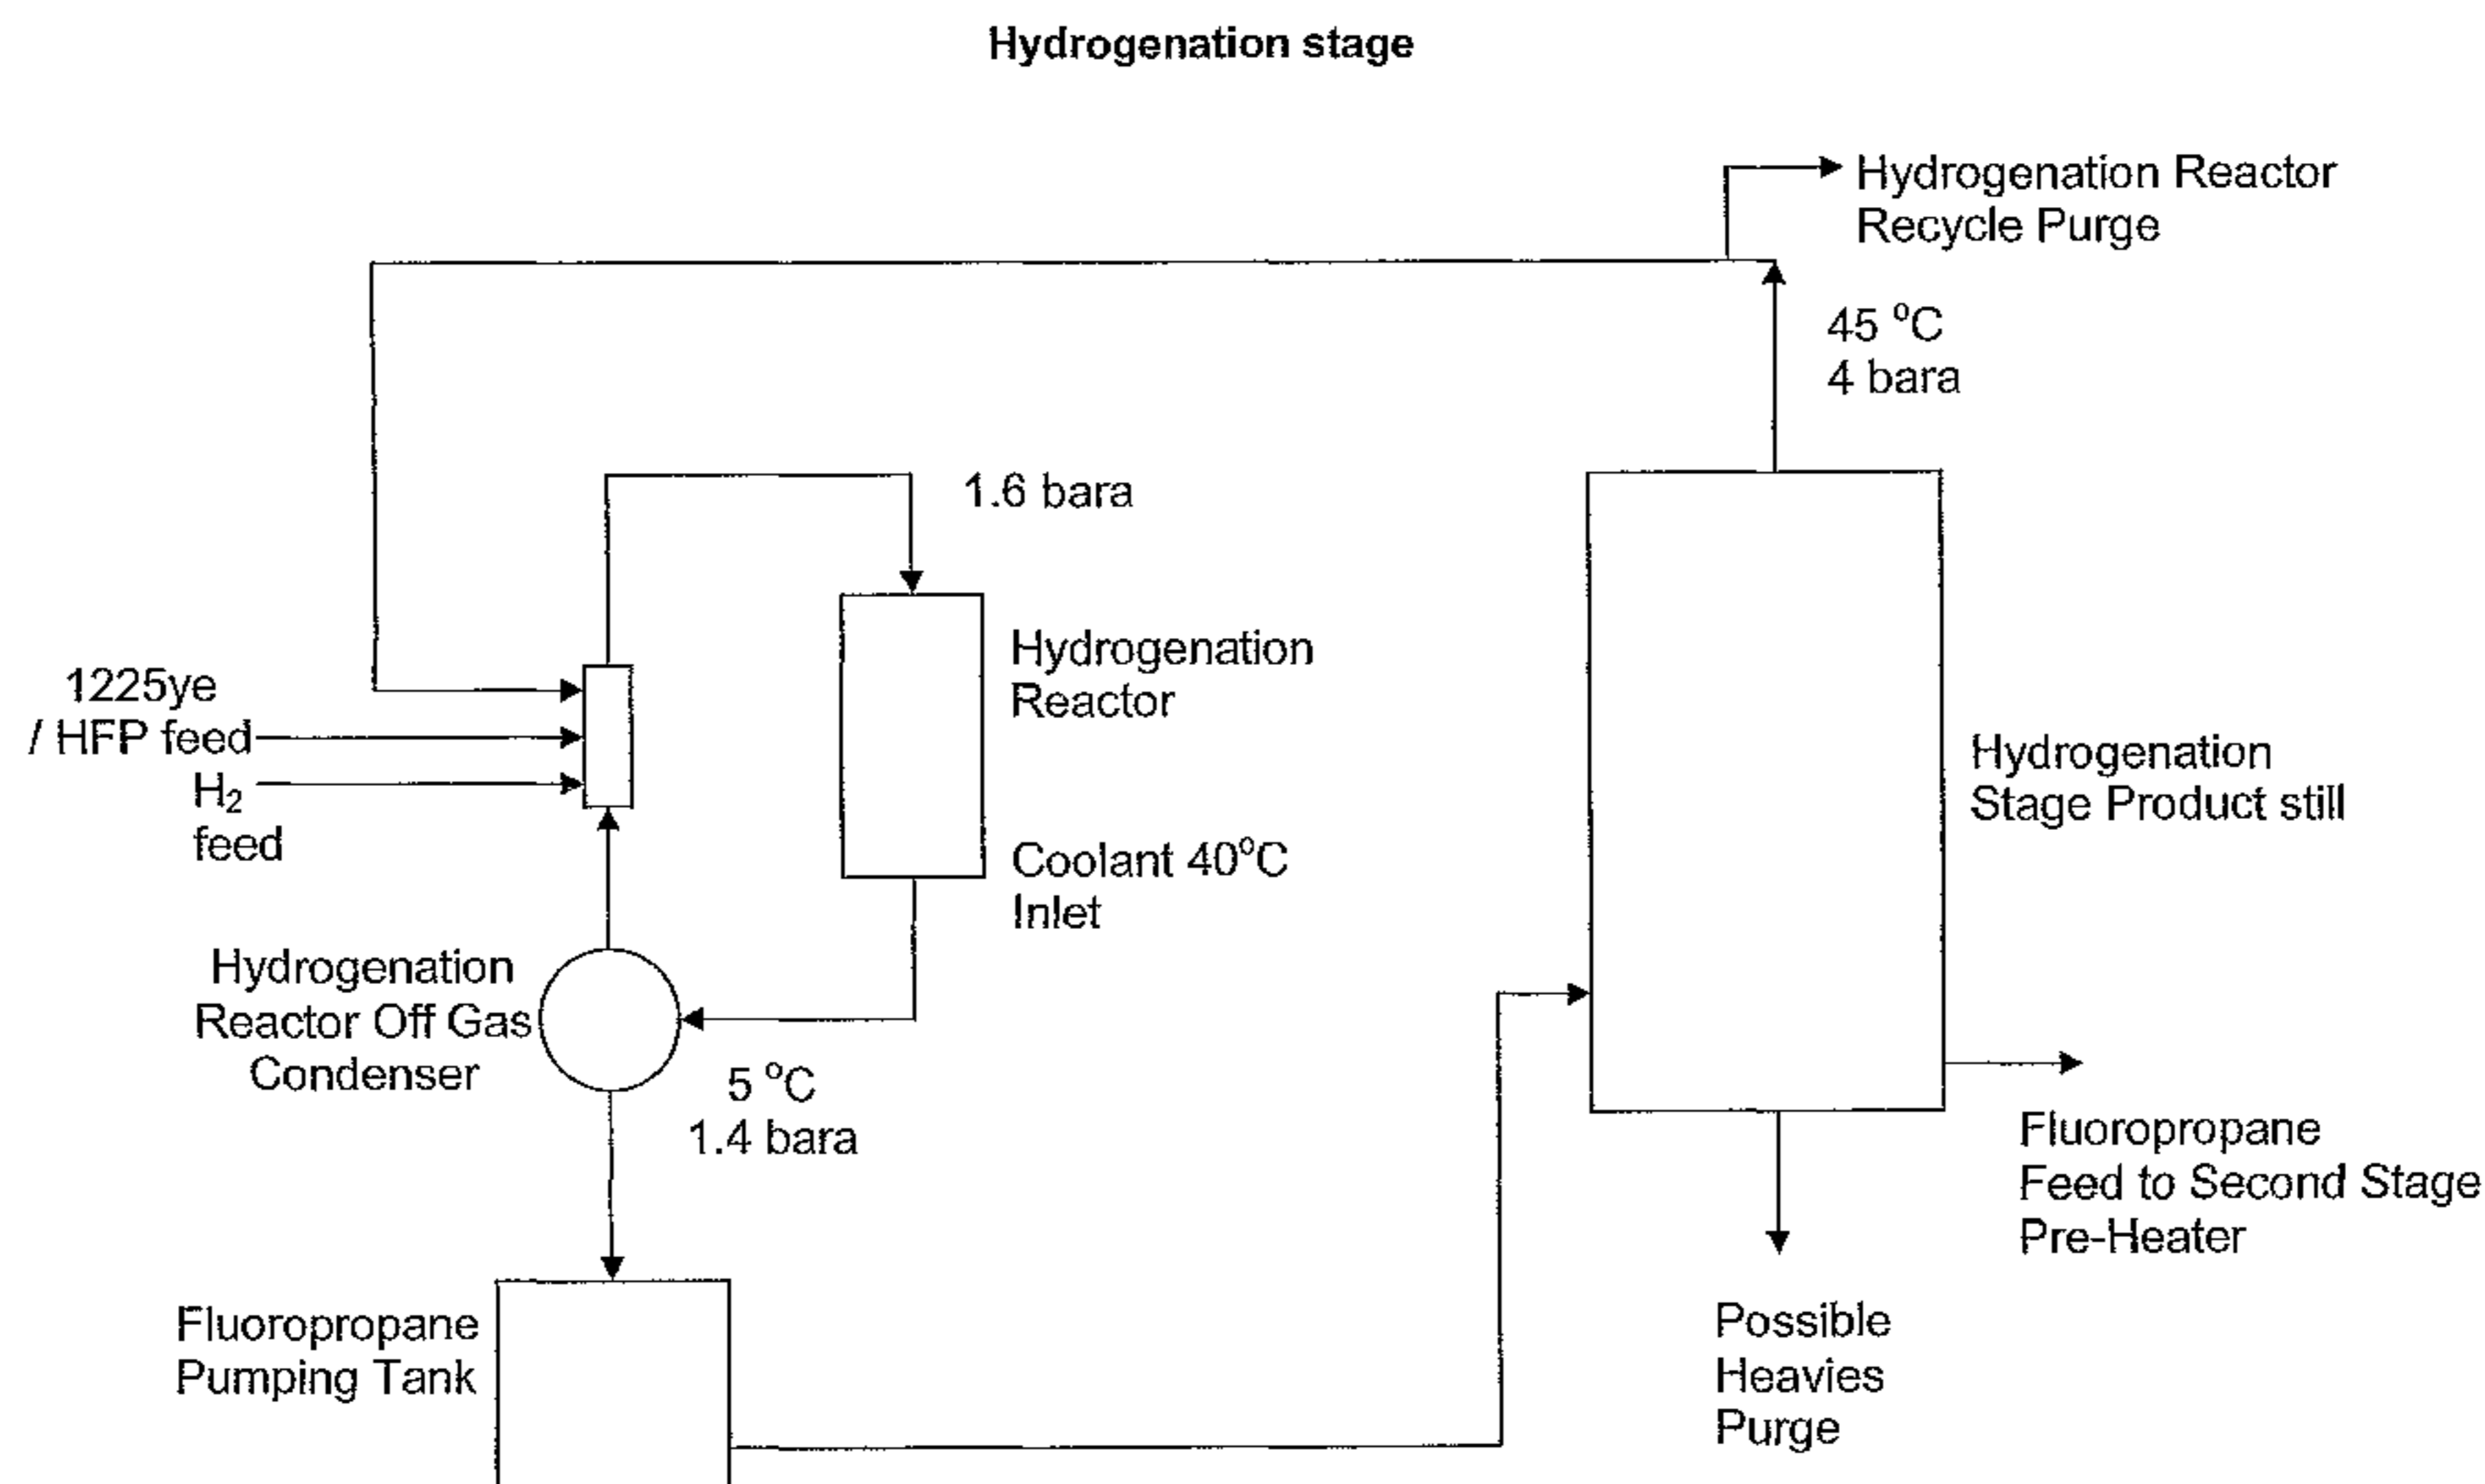 Hydrogenation stage
Hydrogenation Reactor
Recycle Purge
45 °C
4 bara
1.6 bara
Hydrogenation
Reactor
1225ye
/ HFP feed
H₂
feed
Hydrogenation
Stage Product still
Coolant 40°C
Inlet
Hydrogenation
Reactor Off Gas
Condenser
5 °C
1.4 bara
Fluoropropane
Feed to Second Stage
Pre-Heater
Fluoropropane
Pumping Tank
Possible
Heavies
Purge